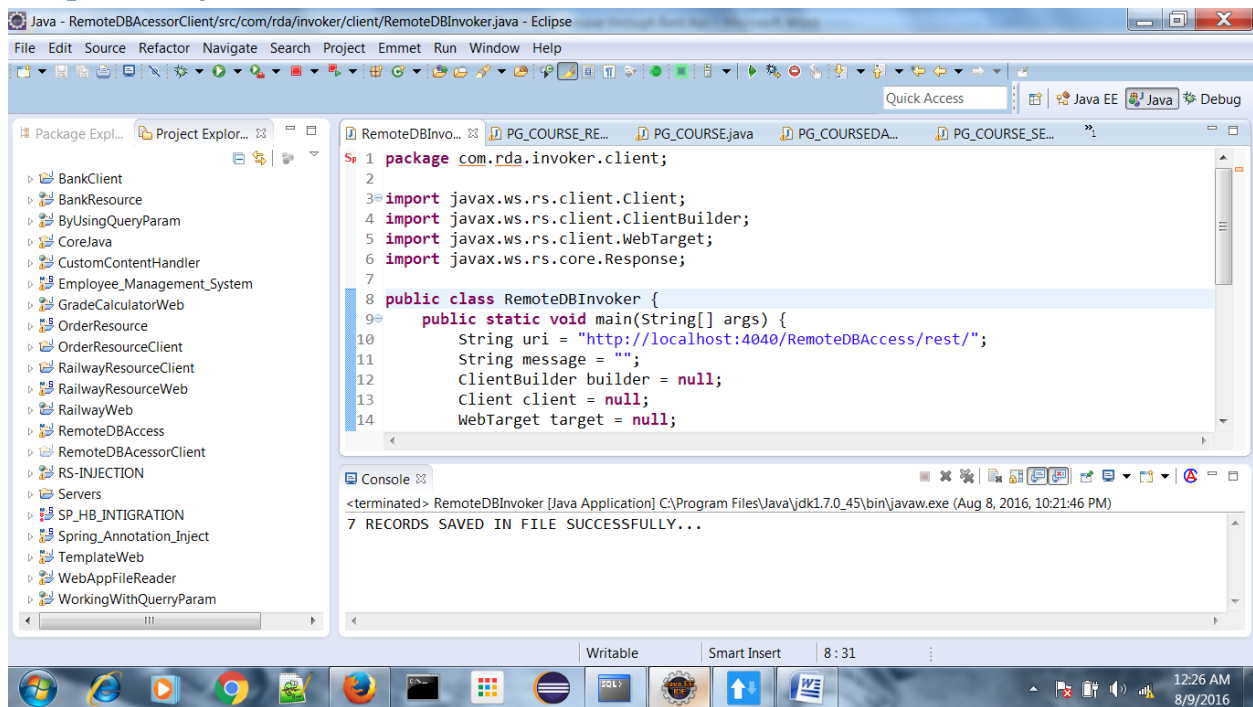 Java - RemoteDBAcessorClient/src/com/rda/invoker/client/RemoteDBInvoker.java - Eclipse
File Edit Source Refactor Navigate Search Project Emmet Run Window Help
Quick Access
Java EE
Java
Debug
Package Expl...
Project Explor...
BankClient
BankResource
ByUsingQueryParam
CoreJava
CustomContentHandler
Employee_Management_System
GradeCalculatorWeb
OrderResource
OrderResourceClient
RailwayResourceClient
RailwayResourceWeb
RailwayWeb
RemoteDBAccess
RemoteDBAcessorClient
RS-INJECTION
Servers
SP_HB_INTIGRATION
Spring_Annotation_Inject
TemplateWeb
WebAppFileReader
WorkingWithQuerryParam
RemoteDBInvo... PG_COURSE_RE... PG_COURSE.java PG_COURSEDA... PG_COURSE_SE... »1
1 package com.rda.invoker.client;
2
3 import javax.ws.rs.client.Client;
4 import javax.ws.rs.client.ClientBuilder;
5 import javax.ws.rs.client.WebTarget;
6 import javax.ws.rs.core.Response;
7
8 public class RemoteDBInvoker {
9 public static void main(String[] args) {
10 String uri = "http://localhost:4040/RemoteDBAccess/rest/";
11 String message = "";
12 ClientBuilder builder = null;
13 Client client = null;
14 WebTarget target = null;
Console
<terminated> RemoteDBInvoker [Java Application] C:\Program Files\Java\jdk1.7.0_45\bin\javaw.exe (Aug 8, 2016, 10:21:46 PM)
7 RECORDS SAVED IN FILE SUCCESSFULLY...
Writable Smart Insert 8 : 31
12:26 AM
8/9/2016